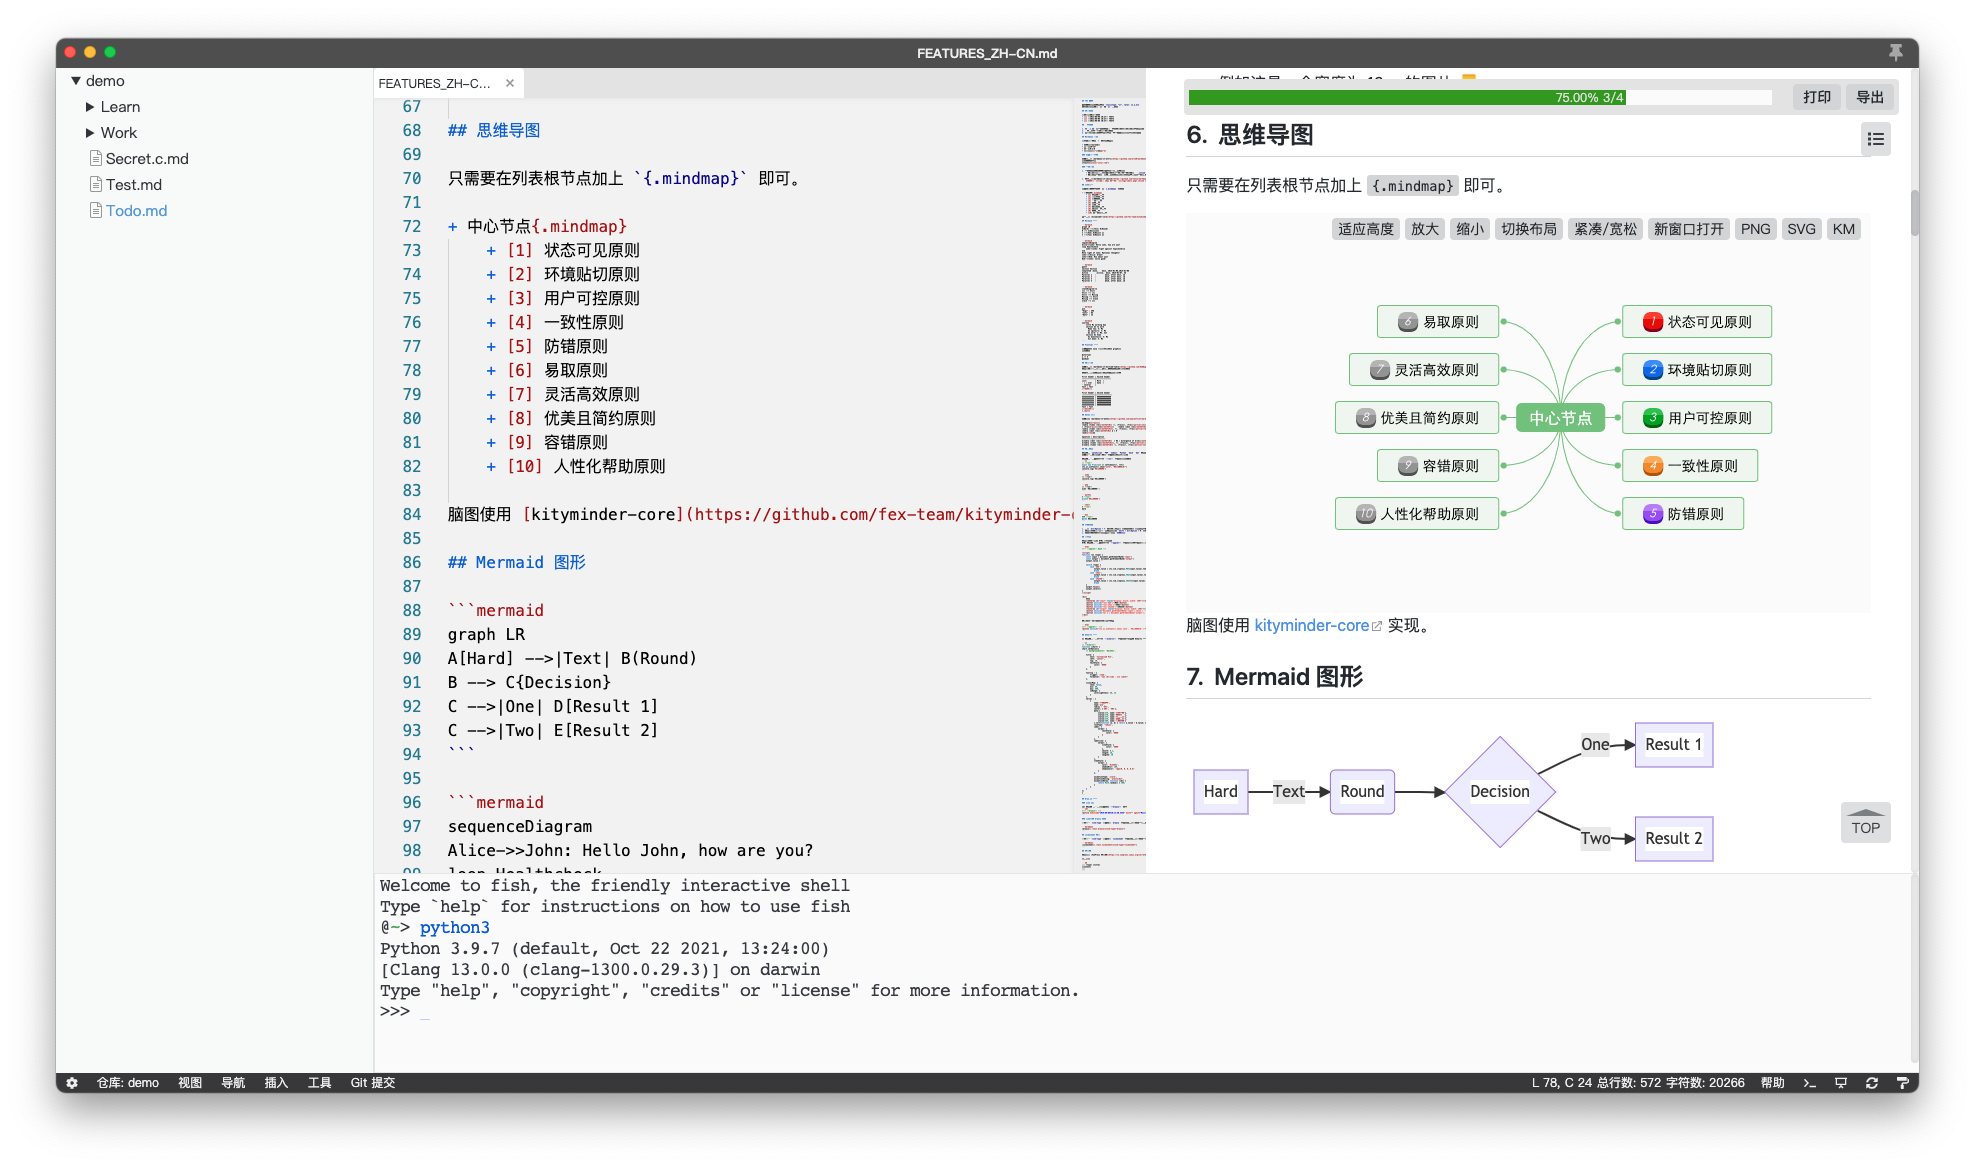 FEATURES_ZH-CN.md
demo
Learn
Work
Secret.c.md
Test.md
Todo.md
FEATURES_ZH-C... ×
67
68 ## 思维导图
69
70 只需要在列表根节点加上 `{.mindmap}` 即可。
71
72 + 中心节点{.mindmap}
73 + [1] 状态可见原则
74 + [2] 环境贴切原则
75 + [3] 用户可控原则
76 + [4] 一致性原则
77 + [5] 防错原则
78 + [6] 易取原则
79 + [7] 灵活高效原则
80 + [8] 优美且简约原则
81 + [9] 容错原则
82 + [10] 人性化帮助原则
83
84 脑图使用 [kityminder-core](https://github.com/fex-team/kityminder-
85
86 ## Mermaid 图形
87
88 ```mermaid
89 graph LR
90 A[Hard] -->|Text| B(Round)
91 B --> C{Decision}
92 C -->|One| D[Result 1]
93 C -->|Two| E[Result 2]
94 ```
95
96 ```mermaid
97 sequenceDiagram
98 Alice->>John: Hello John, how are you?
99 loop Healthcheck
75.00% 3/4
打印 导出
6. 思维导图
只需要在列表根节点加上 {.mindmap} 即可。
适应高度 放大 缩小 切换布局 紧凑/宽松 新窗口打开 PNG SVG KM
6 易取原则
7 灵活高效原则
8 优美且简约原则
9 容错原则
10 人性化帮助原则
中心节点
1 状态可见原则
2 环境贴切原则
3 用户可控原则
4 一致性原则
5 防错原则
脑图使用 kityminder-core 实现。
7. Mermaid 图形
Hard Text Round Decision
One Result 1
Two Result 2
TOP
Welcome to fish, the friendly interactive shell
Type `help` for instructions on how to use fish
@~> python3
Python 3.9.7 (default, Oct 22 2021, 13:24:00)
[Clang 13.0.0 (clang-1300.0.29.3)] on darwin
Type "help", "copyright", "credits" or "license" for more information.
>>> _
仓库: demo 视图 导航 插入 工具 Git 提交
L 78, C 24 总行数: 572 字符数: 20266 帮助